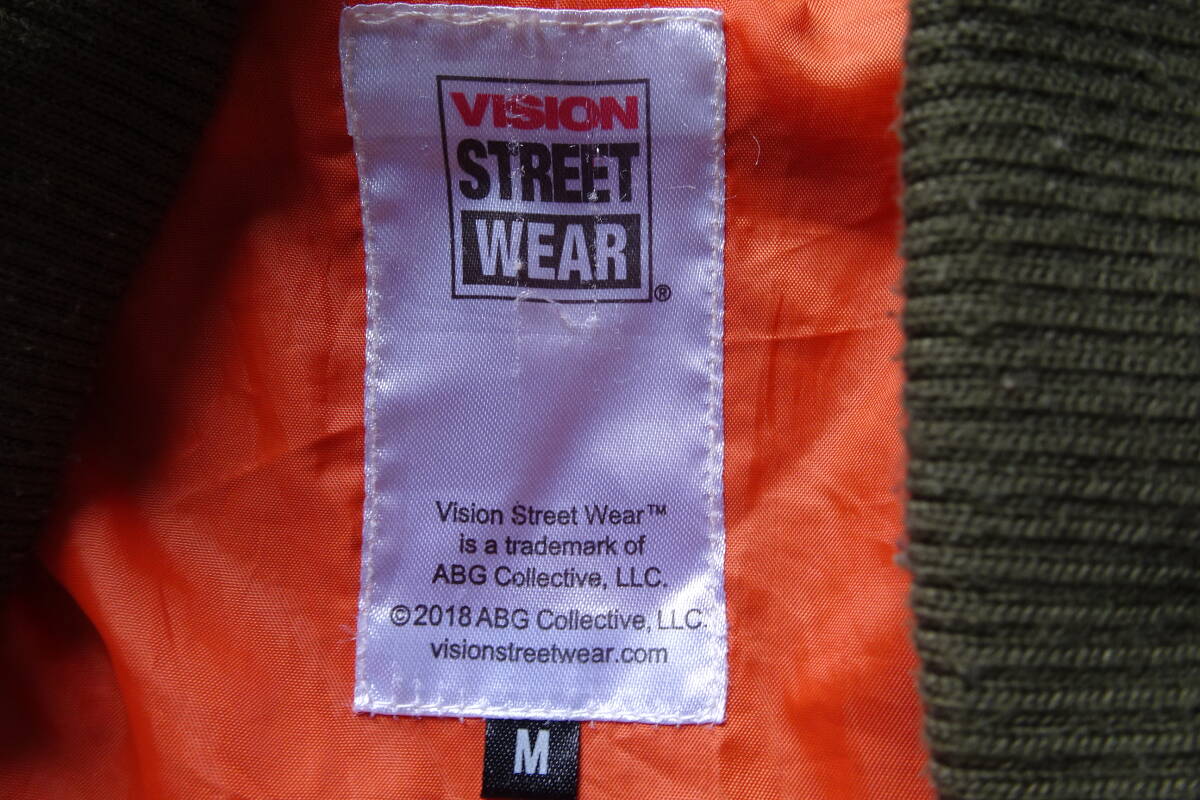 VISION
STREET
WEAR
®
Vision Street Wear™
is a trademark of
ABG Collective, LLC.
©2018 ABG Collective, LLC.
visionstreetwear.com
M